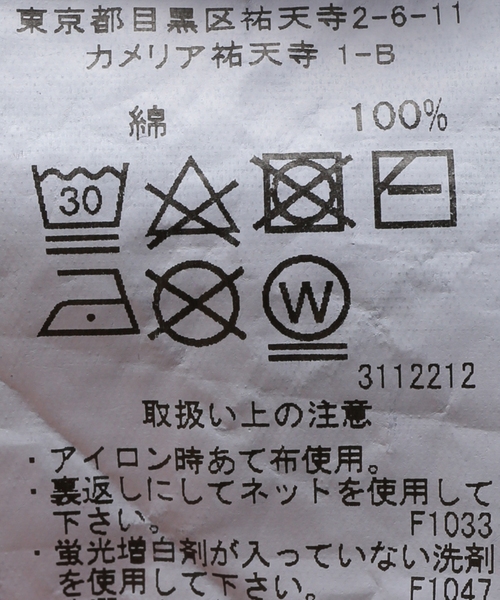 東京都目黒区祐天寺2-6-11
カメリア祐天寺 1-B
綿 100%
30
W
3112212
取扱い上の注意
・アイロン時あて布使用。
・裏返しにしてネットを使用して
下さい。 F1033
・蛍光増白剤が入っていない洗剤
を使用して下さい。 F1047